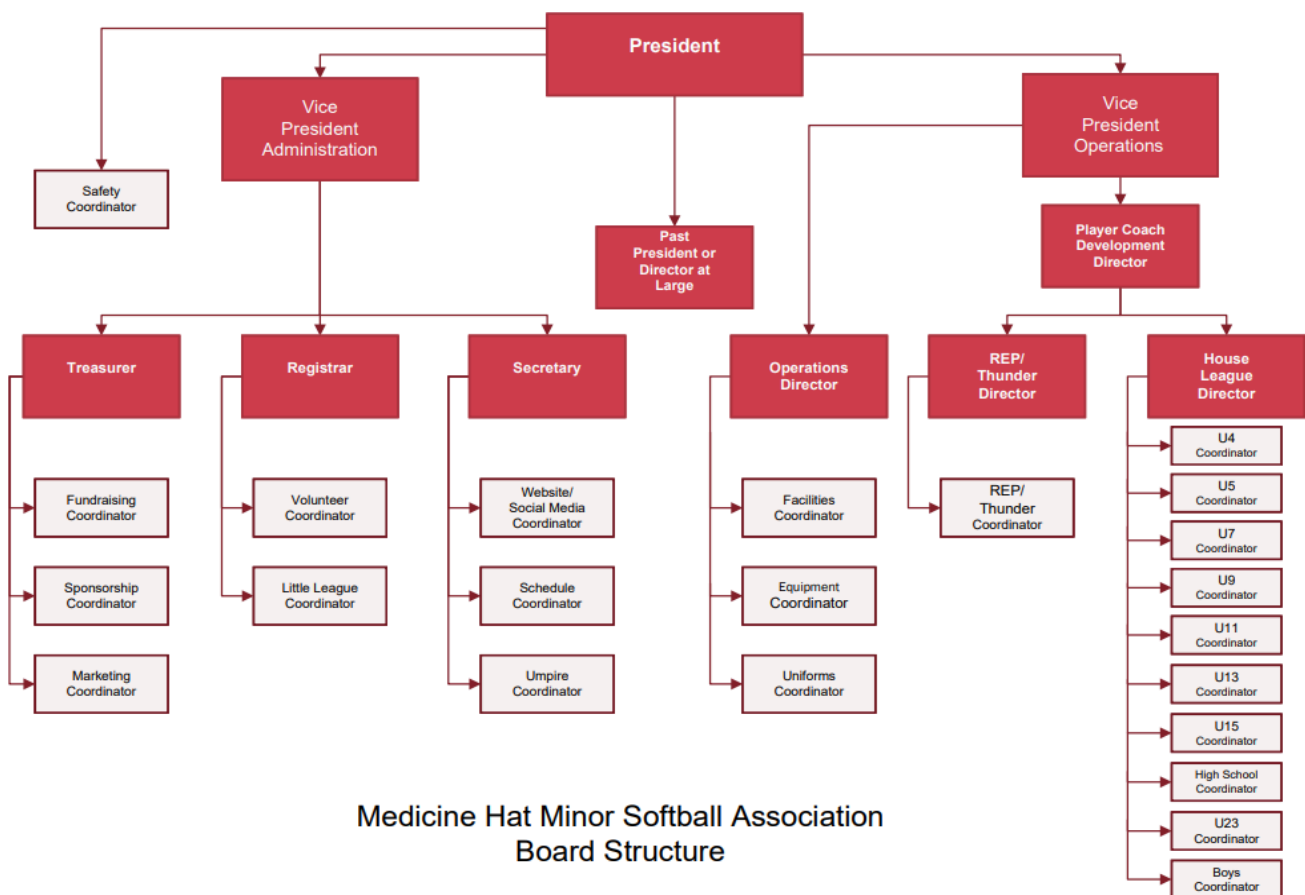 President
Vice
President
Administration
Vice
President
Operations
Safety
Coordinator
Past
President or
Director at
Large
Player Coach
Development
Director
Treasurer
Registrar
Secretary
Operations
Director
REP/
Thunder
Director
House
League
Director
Fundraising
Coordinator
Sponsorship
Coordinator
Marketing
Coordinator
Volunteer
Coordinator
Little League
Coordinator
Website/
Social Media
Coordinator
Schedule
Coordinator
Umpire
Coordinator
Facilities
Coordinator
Equipment
Coordinator
Uniforms
Coordinator
REP/
Thunder
Coordinator
U4
Coordinator
U5
Coordinator
U7
Coordinator
U9
Coordinator
U11
Coordinator
U13
Coordinator
U15
Coordinator
High School
Coordinator
U23
Coordinator
Boys
Coordinator
Medicine Hat Minor Softball Association
Board Structure